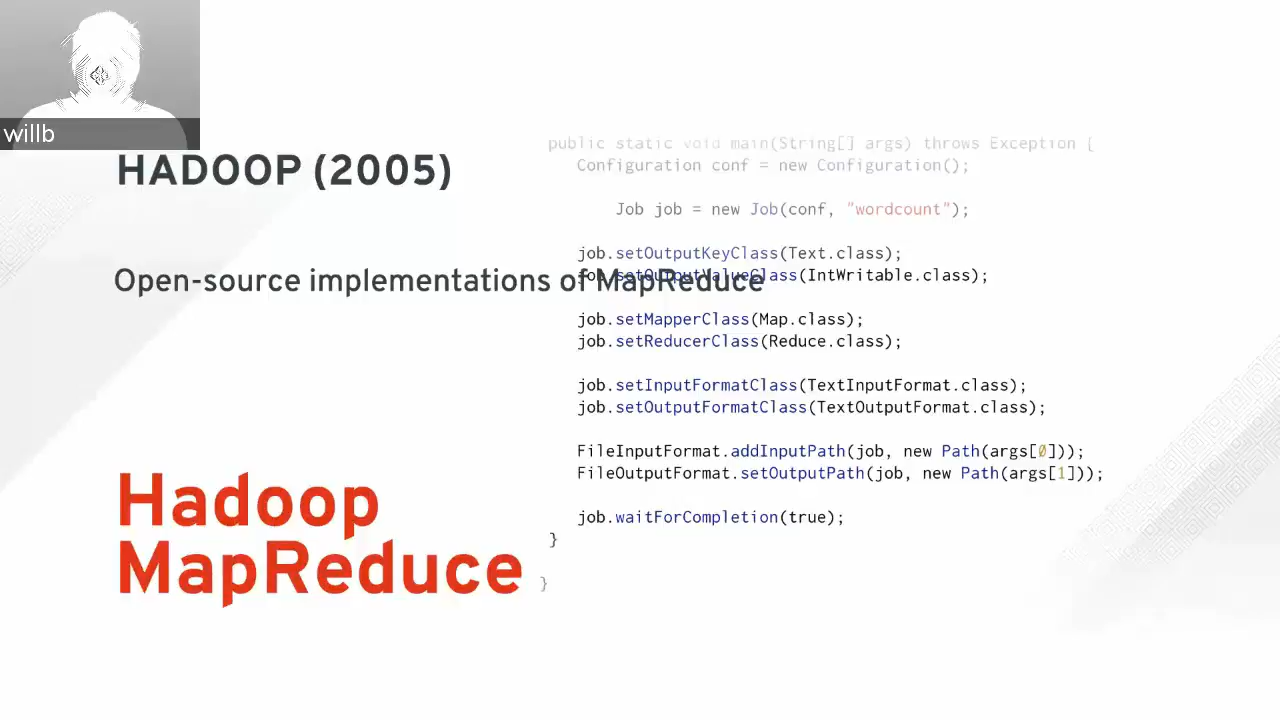 willb
HADOOP (2005)
Open-source implementations of MapReduce
Hadoop
MapReduce
public static void main(String[] args) throws Exception {
Configuration conf = new Configuration();
Job job = new Job(conf, "wordcount");
job.setOutputKeyClass(Text.class);
job.setOutputValueClass(IntWritable.class);
job.setMapperClass(Map.class);
job.setReducerClass(Reduce.class);
job.setInputFormatClass(TextInputFormat.class);
job.setOutputFormatClass(TextOutputFormat.class);
FileInputFormat.addInputPath(job, new Path(args[0]));
FileOutputFormat.setOutputPath(job, new Path(args[1]));
job.waitForCompletion(true);
}
}